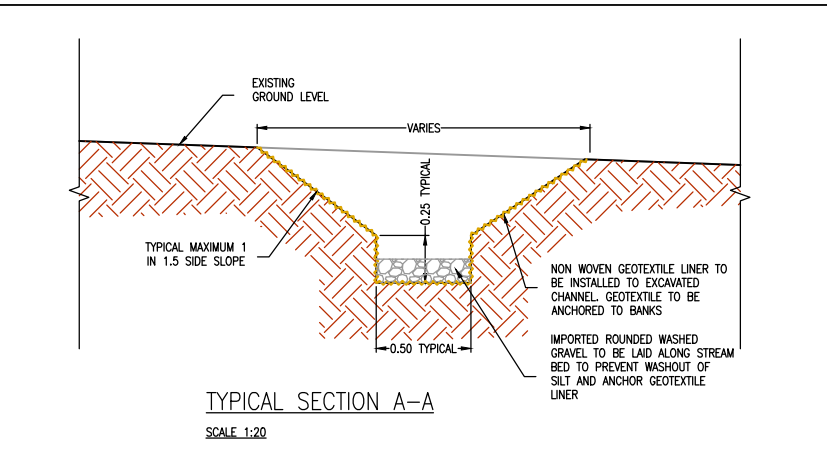 EXISTING
GROUND LEVEL
VARIES
0.25 TYPICAL
TYPICAL MAXIMUM 1
IN 1.5 SIDE SLOPE
NON WOVEN GEOTEXTILE LINER TO
BE INSTALLED TO EXCAVATED
CHANNEL. GEOTEXTILE TO BE
ANCHORED TO BANKS
IMPORTED ROUNDED WASHED
GRAVEL TO BE LAID ALONG STREAM
BED TO PREVENT WASHOUT OF
SILT AND ANCHOR GEOTEXTILE
LINER
0.50 TYPICAL
TYPICAL SECTION A-A
SCALE 1:20